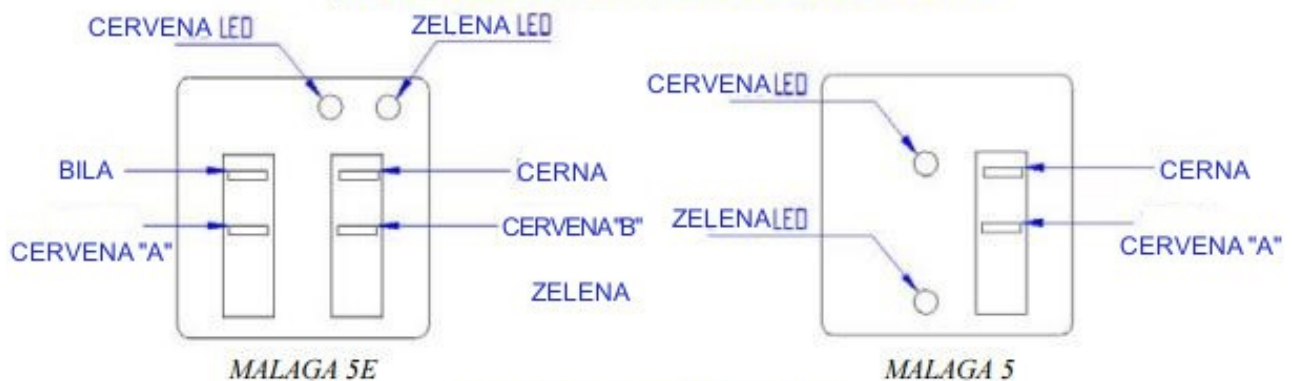 CERVENA LED
ZELENA LED
BILA
CERNA
CERVENA "A"
CERVENA"B"
ZELENA
MALAGA 5E
CERVENA LED
ZELENA LED
CERNA
CERVENA "A"
MALAGA 5